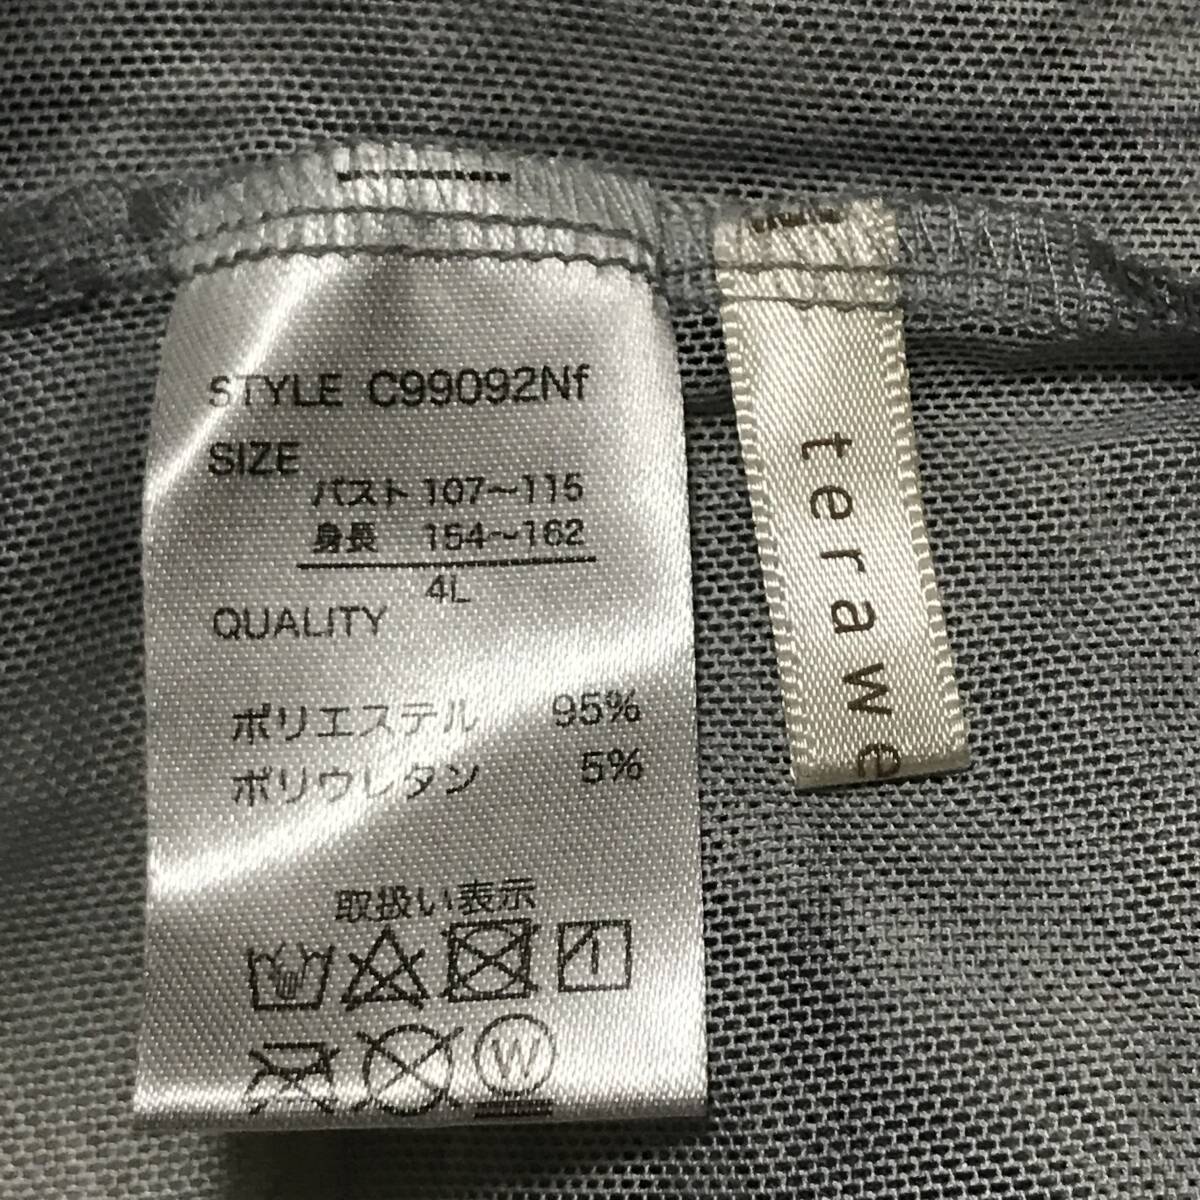 STYLE C99092Nf
SIZE
バスト 107～115
身長 154～162
4L
QUALITY
ポリエステル 95%
ポリウレタン 5%
取扱い表示
W
terawe